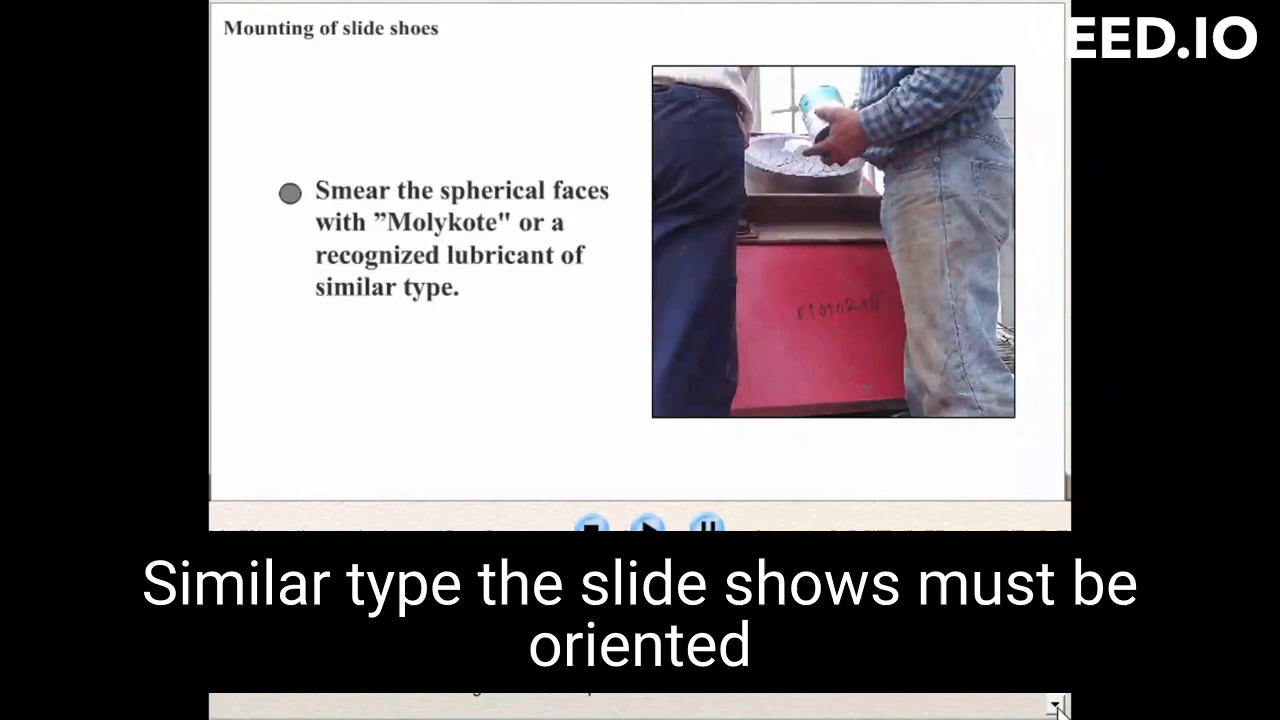 Mounting of slide shoes
EED.IO
Smear the spherical faces
with ”Molykote" or a
recognized lubricant of
similar type.
Similar type the slide shows must be
oriented